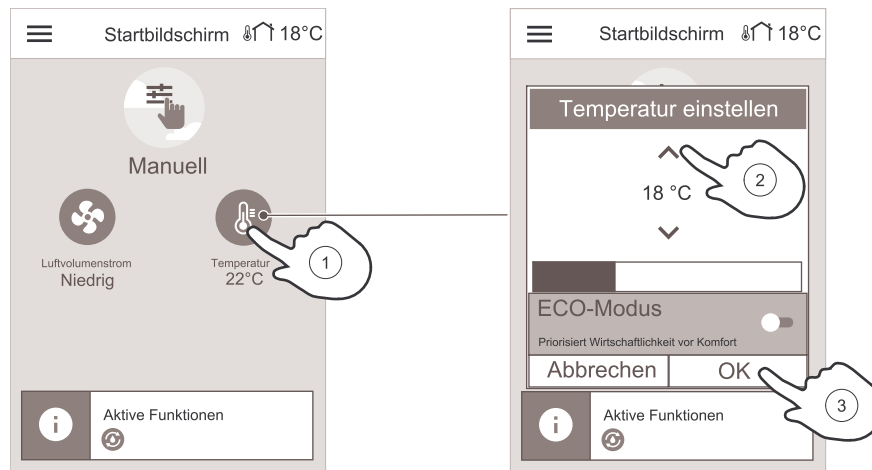 Startbildschirm 18°C
Manuell
Luftvolumenstrom
Niedrig
Temperatur
22°C
1
Aktive Funktionen
Startbildschirm 18°C
Temperatur einstellen
18 °C
2
ECO-Modus
Priorisiert Wirtschaftlichkeit vor Komfort
Abbrechen OK
3
Aktive Funktionen